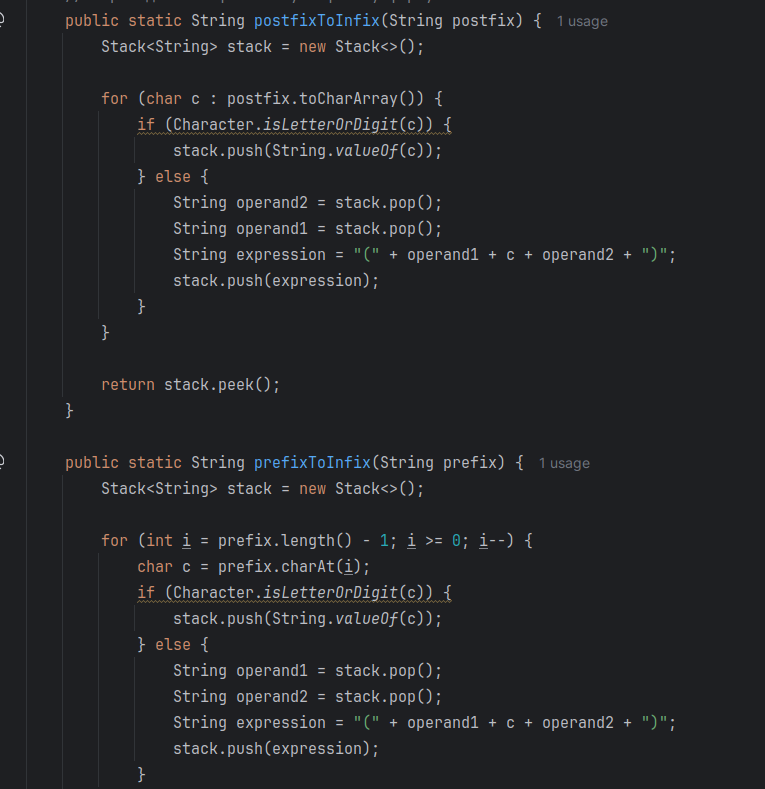 public static String postfixToInfix(String postfix) { 1 usage
    Stack<String> stack = new Stack<>();

    for (char c : postfix.toCharArray()) {
        if (Character.isLetterOrDigit(c)) {
            stack.push(String.valueOf(c));
        } else {
            String operand2 = stack.pop();
            String operand1 = stack.pop();
            String expression = "(" + operand1 + c + operand2 + ")";
            stack.push(expression);
        }
    }

    return stack.peek();
}

public static String prefixToInfix(String prefix) { 1 usage
    Stack<String> stack = new Stack<>();

    for (int i = prefix.length() - 1; i >= 0; i--) {
        char c = prefix.charAt(i);
        if (Character.isLetterOrDigit(c)) {
            stack.push(String.valueOf(c));
        } else {
            String operand1 = stack.pop();
            String operand2 = stack.pop();
            String expression = "(" + operand1 + c + operand2 + ")";
            stack.push(expression);
        }